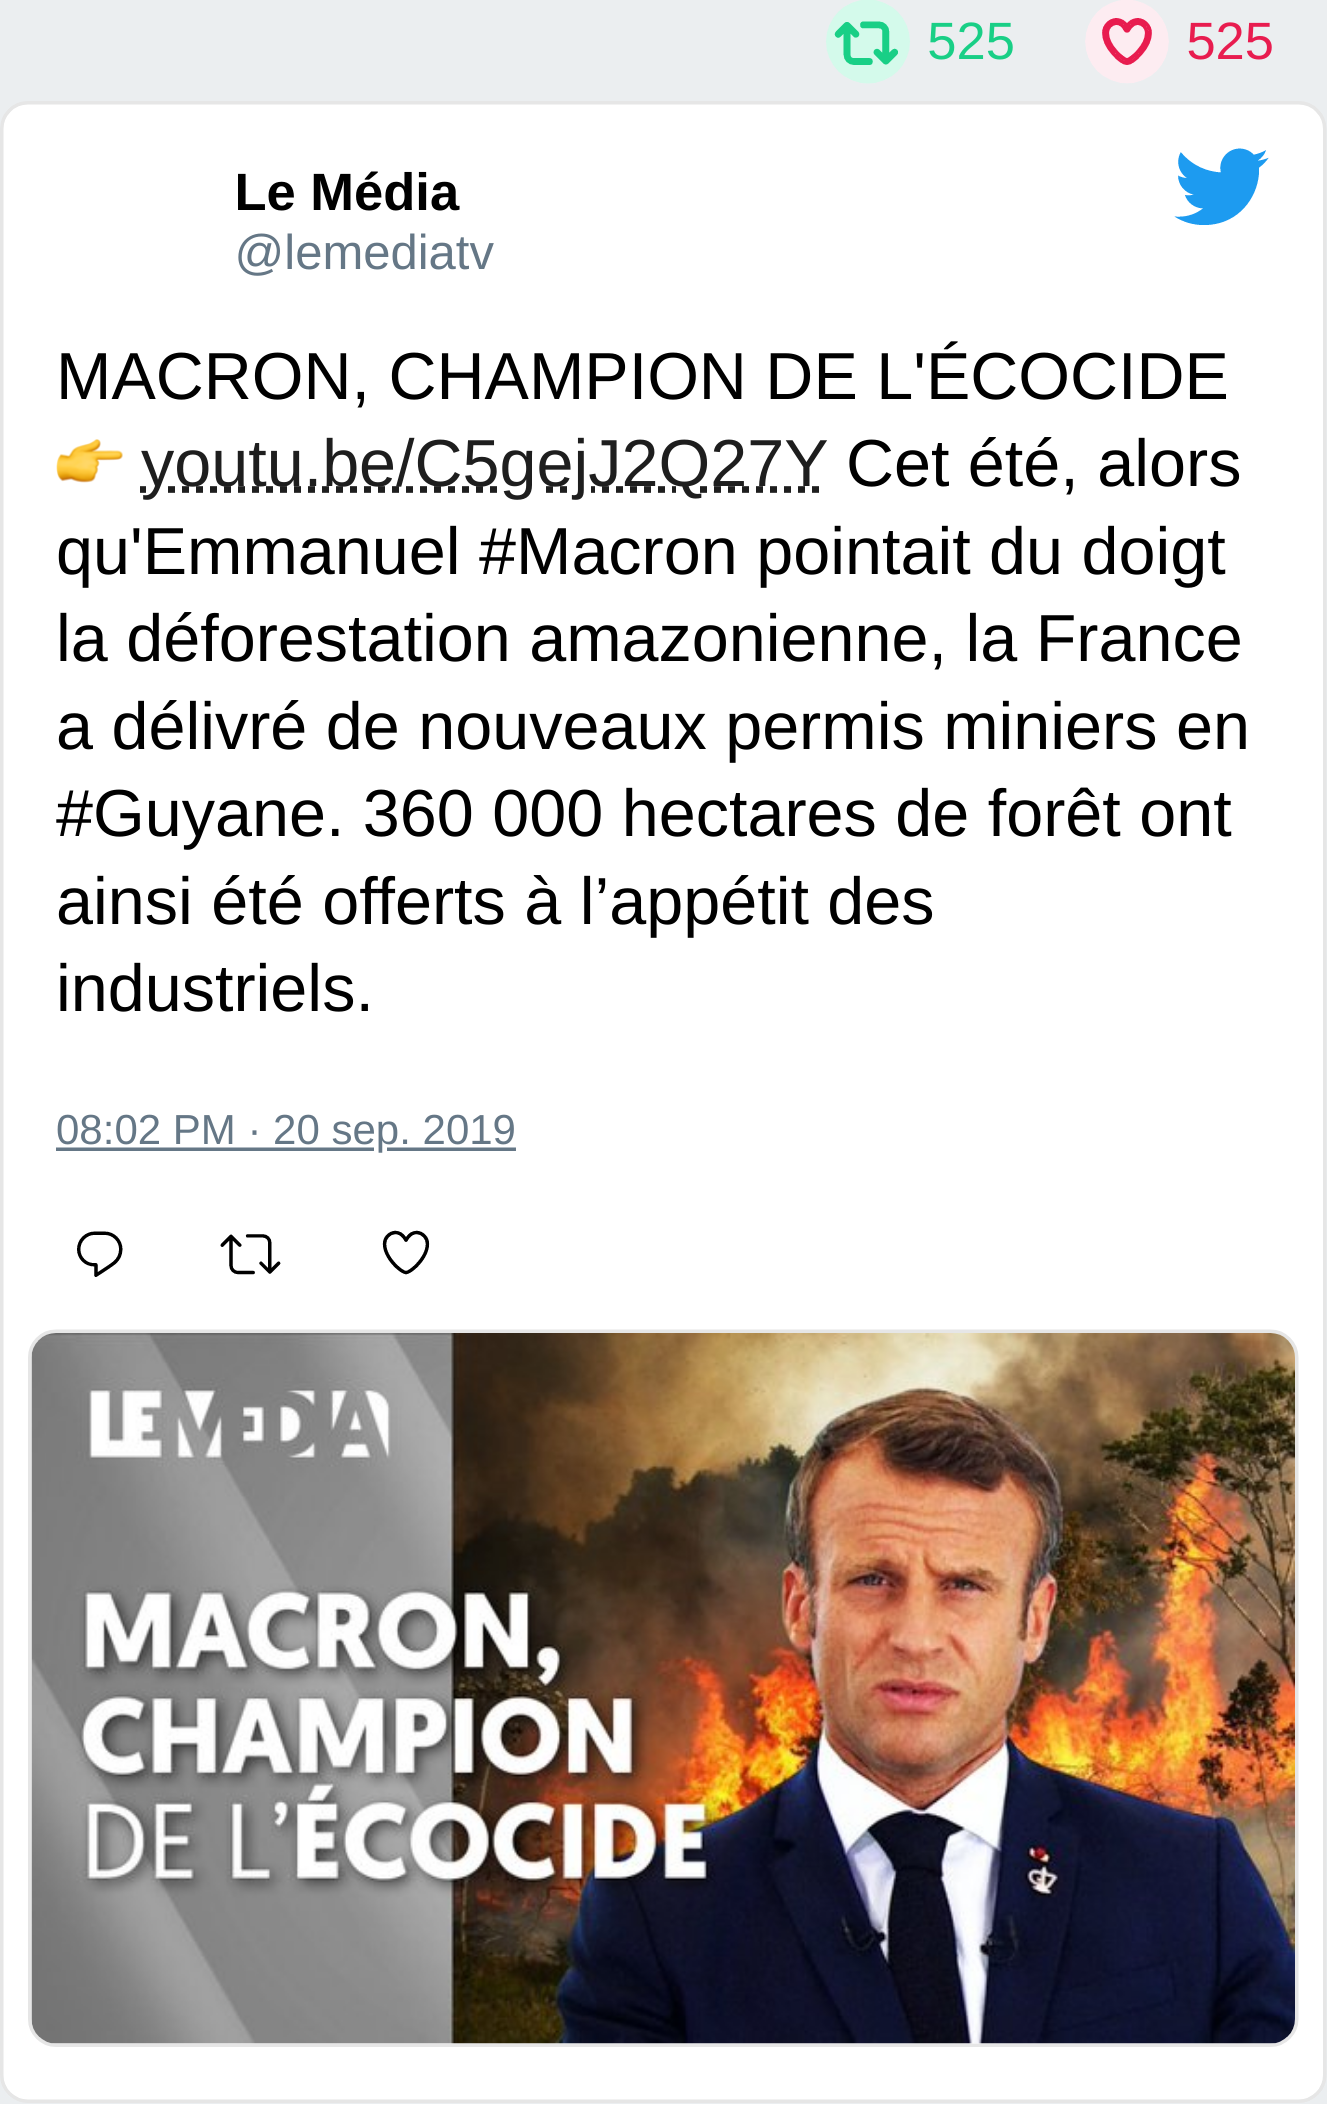 525 525
Le Média
@lemediatv
MACRON, CHAMPION DE L'ÉCOCIDE
👉 youtu.be/C5gejJ2Q27Y Cet été, alors
qu'Emmanuel #Macron pointait du doigt
la déforestation amazonienne, la France
a délivré de nouveaux permis miniers en
#Guyane. 360 000 hectares de forêt ont
ainsi été offerts à l’appétit des
industriels.
08:02 PM · 20 sep. 2019
LE MEDIA
MACRON,
CHAMPION
DE L’ÉCOCIDE